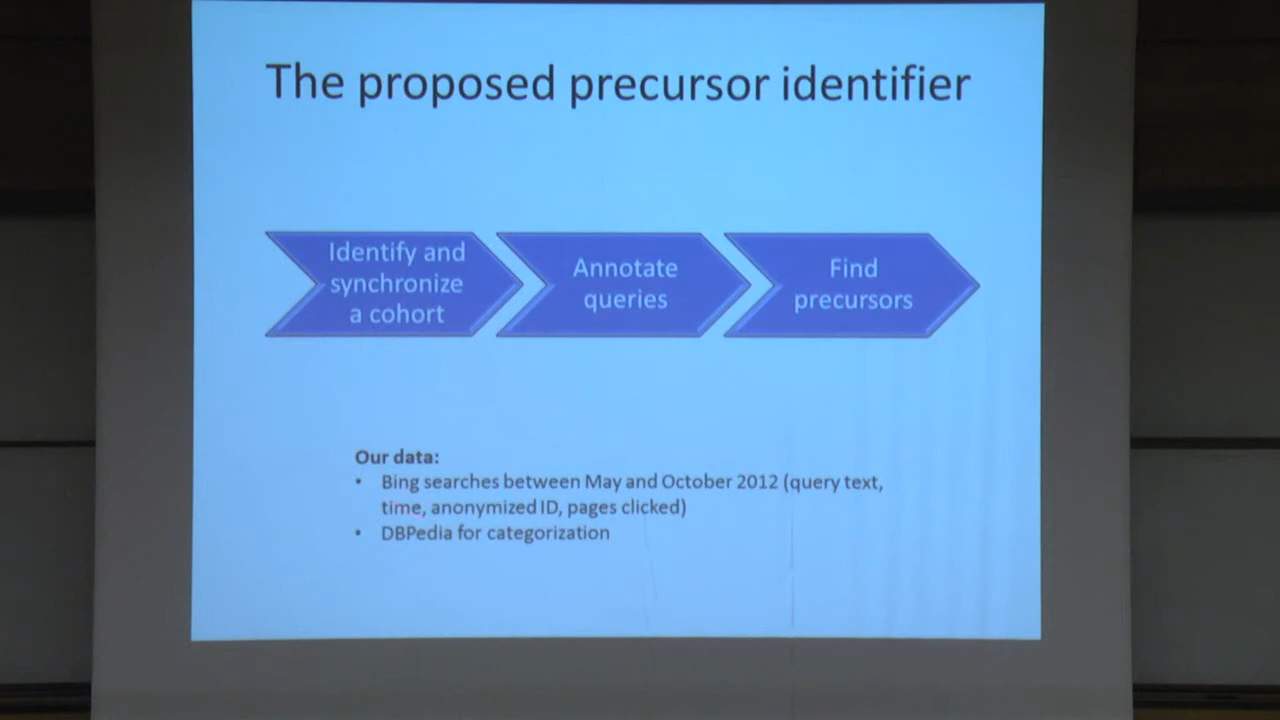 The proposed precursor identifier
Identify and
synchronize
a cohort
Annotate
queries
Find
precursors
Our data:
• Bing searches between May and October 2012 (query text,
time, anonymized ID, pages clicked)
• DBPedia for categorization